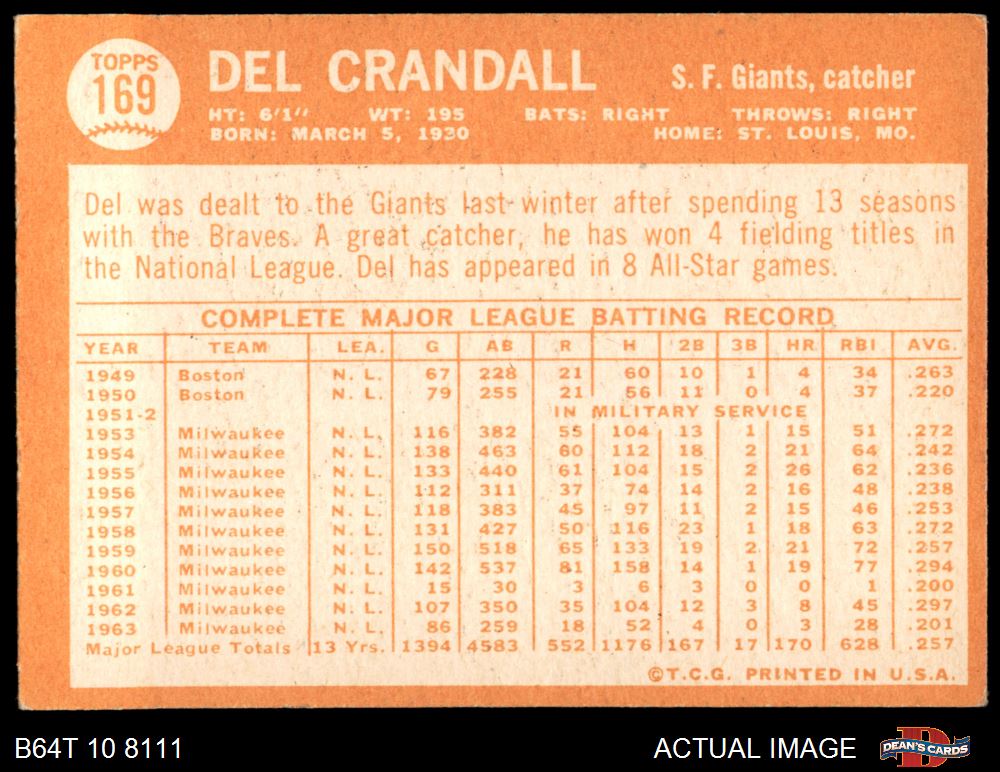 TOPPS
169
DEL CRANDALL
S. F. Giants, catcher
HT: 6'1" WT: 195 BATS: RIGHT THROWS: RIGHT
BORN: MARCH 5, 1930 HOME: ST. LOUIS, MO.
Del was dealt to the Giants last winter after spending 13 seasons
with the Braves. A great catcher, he has won 4 fielding titles in
the National League. Del has appeared in 8 All-Star games.
COMPLETE MAJOR LEAGUE BATTING RECORD
YEAR TEAM LEA. G AB R H 2B 3B HR RBI AVG.
1949 Boston N. L. 67 228 21 60 10 1 4 34 .263
1950 Boston N. L. 79 255 21 56 11 0 4 37 .220
1951-2 IN MILITARY SERVICE
1953 Milwaukee N. L. 116 382 55 104 13 1 15 51 .272
1954 Milwaukee N. L. 138 463 60 112 18 2 21 64 .242
1955 Milwaukee N. L. 133 440 61 104 15 2 26 62 .236
1956 Milwaukee N. L. 112 311 37 74 14 2 16 48 .238
1957 Milwaukee N. L. 118 383 45 97 11 2 15 46 .253
1958 Milwaukee N. L. 131 427 50 116 23 1 18 63 .272
1959 Milwaukee N. L. 150 518 65 133 19 2 21 72 .257
1960 Milwaukee N. L. 142 537 81 158 14 1 19 77 .294
1961 Milwaukee N. L. 15 30 3 6 3 0 0 1 .200
1962 Milwaukee N. L. 107 350 35 104 12 3 8 45 .297
1963 Milwaukee N. L. 86 259 18 52 4 0 3 28 .201
Major League Totals 13 Yrs. 1394 4583 552 1176 167 17 170 628 .257
©T.C.G. PRINTED IN U.S.A.
B64T 10 8111
ACTUAL IMAGE
D
DEAN'S CARDS